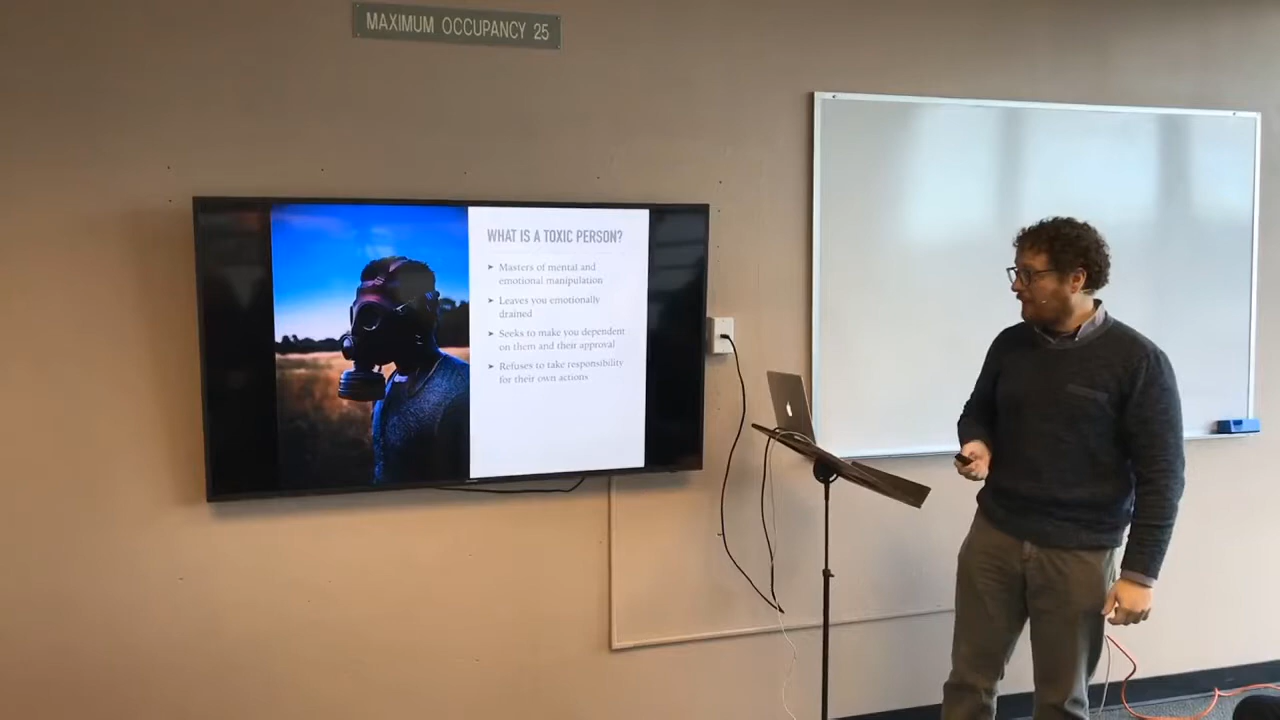 MAXIMUM OCCUPANCY 25
WHAT IS A TOXIC PERSON?
➤ Masters of mental and
emotional manipulation
➤ Leaves you emotionally
drained
➤ Seeks to make you dependent
on them and their approval
➤ Refuses to take responsibility
for their own actions